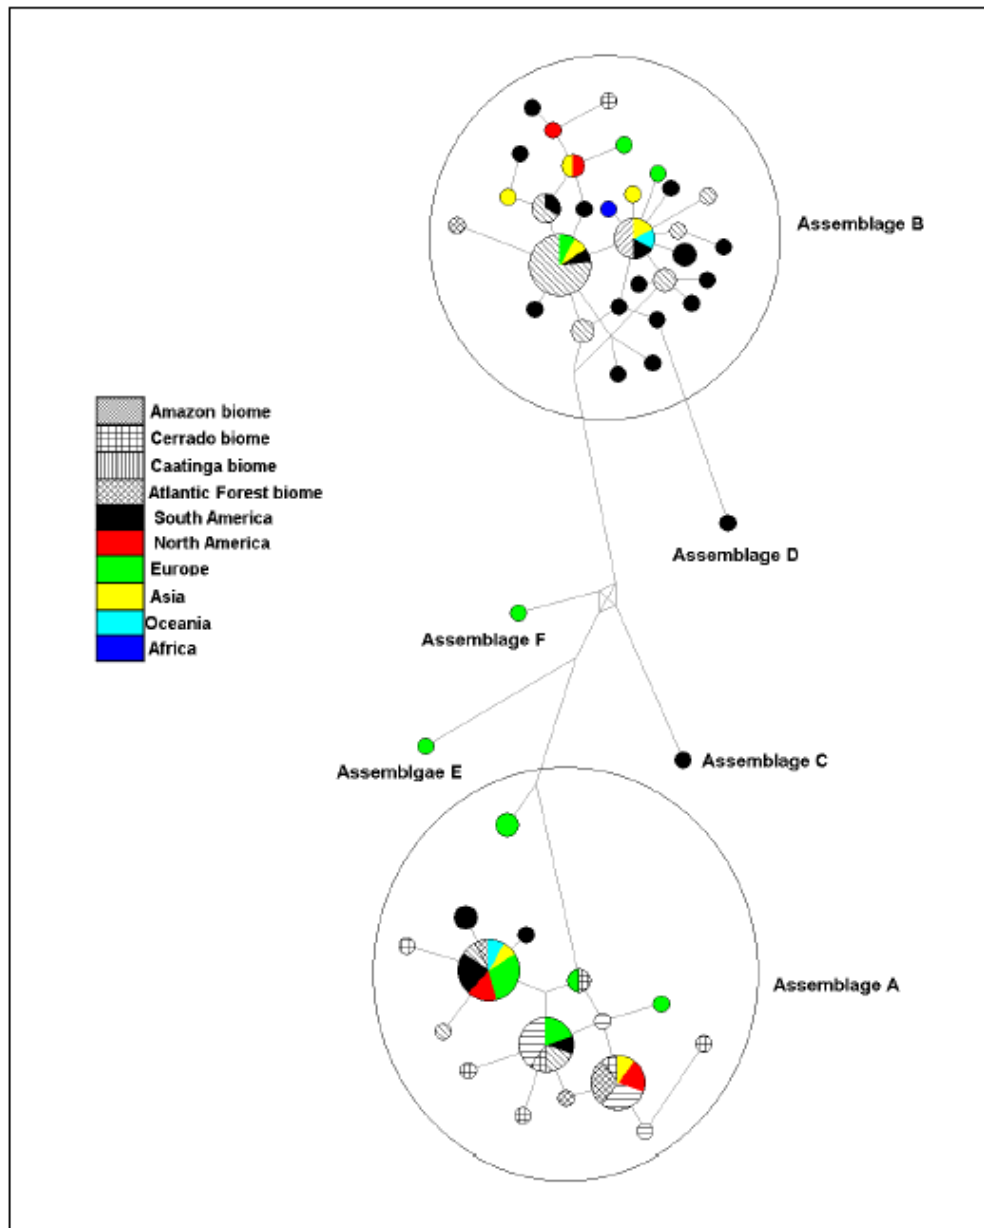 Assemblage B
Amazon biome
Cerrado biome
Caatinga biome
Atlantic Forest biome
South America
North America
Europe
Asia
Oceania
Africa
Assemblage D
Assemblage F
Assemblgae E
Assemblage C
Assemblage A